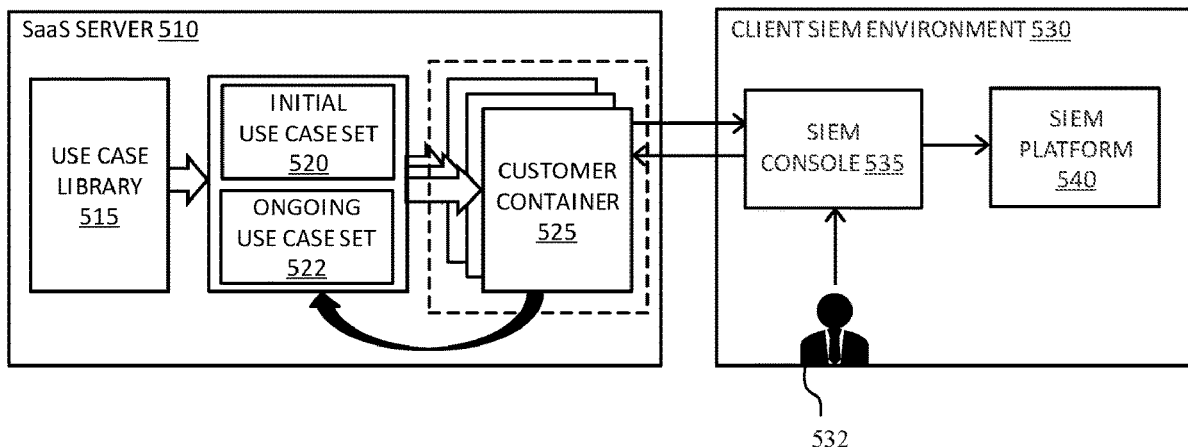 SaaS SERVER 510
USE CASE
LIBRARY
515
INITIAL
USE CASE SET
520
ONGOING
USE CASE SET
522
CUSTOMER
CONTAINER
525
CLIENT SIEM ENVIRONMENT 530
SIEM
CONSOLE 535
SIEM
PLATFORM
540
532